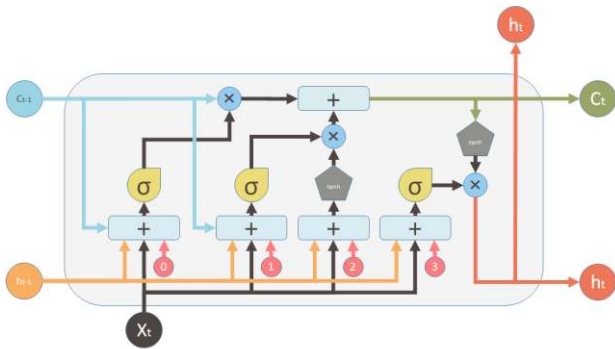 ht
Ct-1
×
+
Ct
tanh
×
tanh
σ
σ
σ
×
+
+
+
+
0
1
2
3
ht-1
ht
Xt